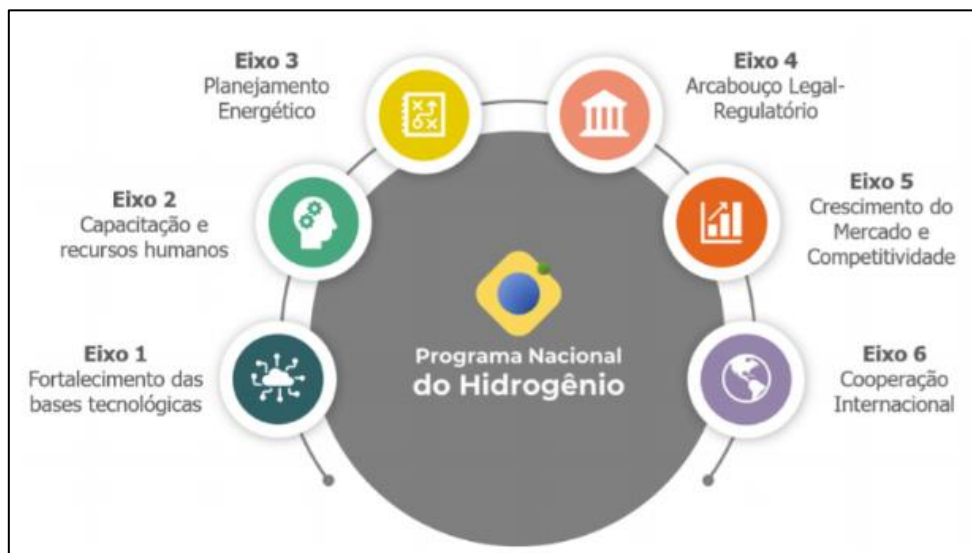 Eixo 3
Planejamento
Energético
Eixo 4
Arcabouço Legal-
Regulatório
Eixo 2
Capacitação e
recursos humanos
Eixo 5
Crescimento do
Mercado e
Competitividade
Eixo 1
Fortalecimento das
bases tecnológicas
Programa Nacional
do Hidrogênio
Eixo 6
Cooperação
Internacional